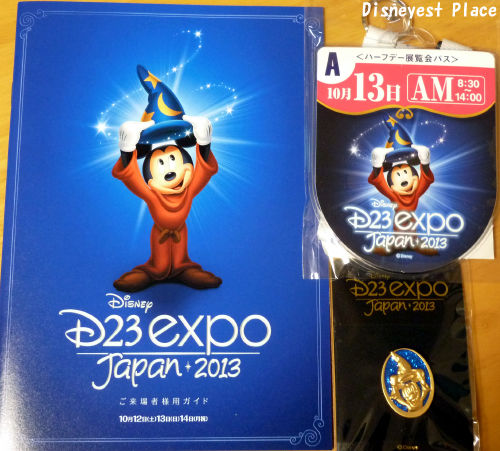 Disneyest Place
Disney
D23 expo
Japan 2013
ご来場者様用ガイド
10月12日(土)13日(日)14日(月・祝)
<ハーフデー展覧会パス>
A
10月13日 AM 8:30~14:00
Disney
D23 expo
Japan 2013
©Disney
Disney
D23 expo
Japan 2013
©Disney